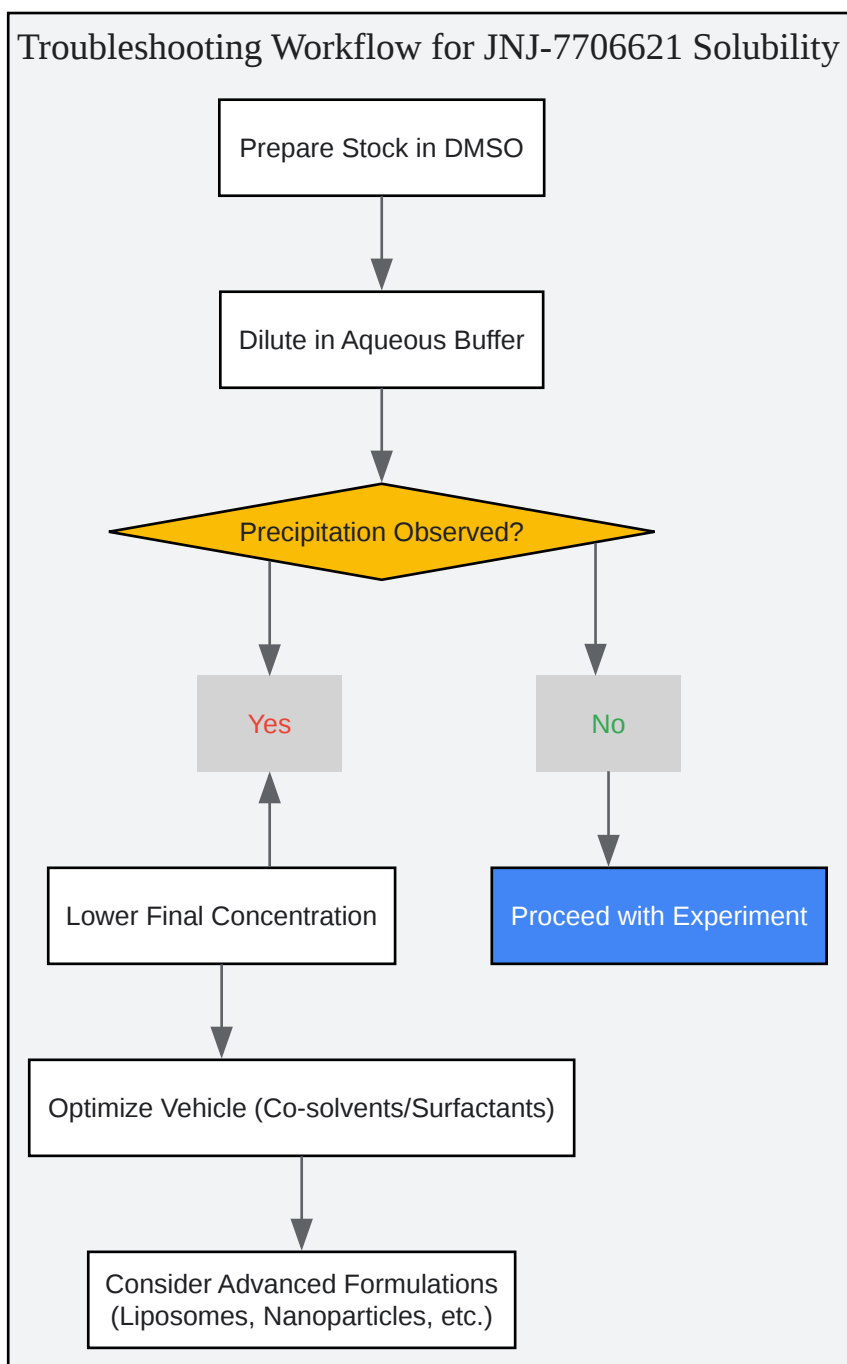 Troubleshooting Workflow for JNJ-7706621 Solubility
Prepare Stock in DMSO
Dilute in Aqueous Buffer
Precipitation Observed?
Yes
No
Lower Final Concentration
Proceed with Experiment
Optimize Vehicle (Co-solvents/Surfactants)
Consider Advanced Formulations
(Liposomes, Nanoparticles, etc.)